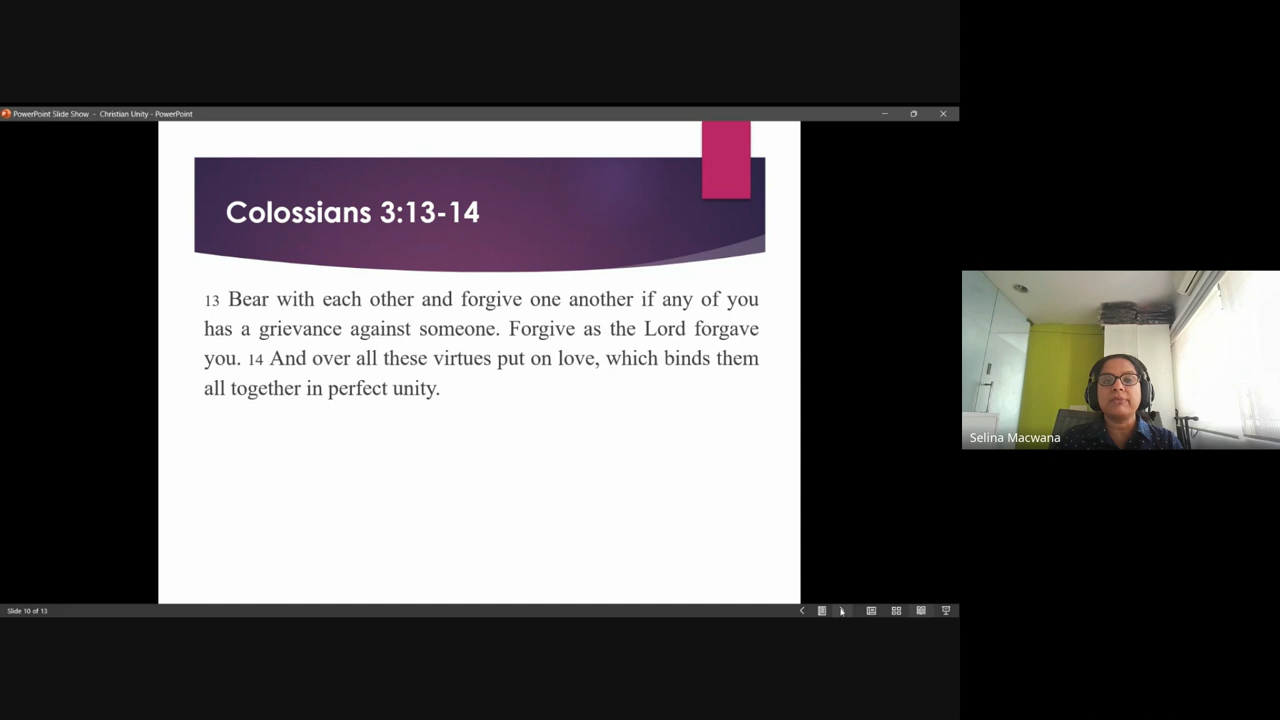 PowerPoint Slide Show - Christian Unity - PowerPoint
Colossians 3:13-14
13 Bear with each other and forgive one another if any of you
has a grievance against someone. Forgive as the Lord forgave
you. 14 And over all these virtues put on love, which binds them
all together in perfect unity.
Selina Macwana
Slide 10 of 13